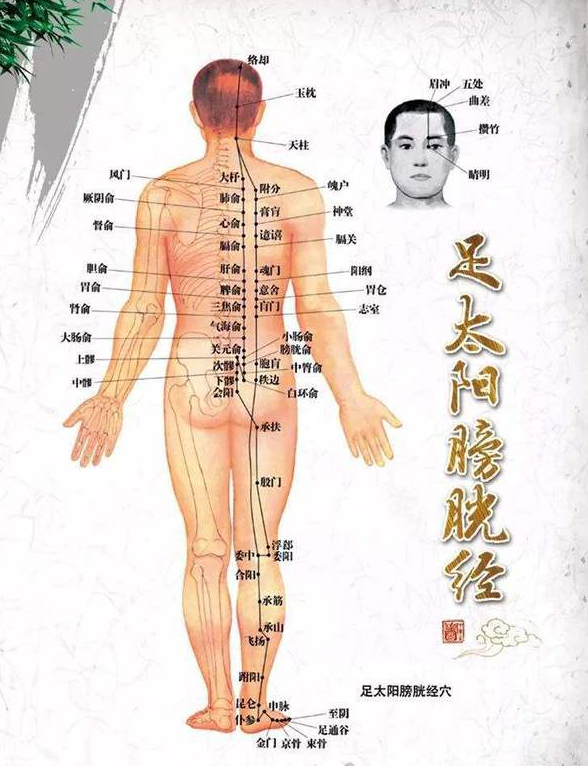 络却
玉枕
天柱
眉冲
五处
曲差
攒竹
睛明
风门
大杼
附分
魄户
厥阴俞
肺俞
膏肓
神堂
督俞
心俞
譩譆
膈俞
膈关
胆俞
肝俞
魂门
阳纲
胃俞
脾俞
意舍
胃仓
肾俞
三焦俞
肓门
志室
气海俞
大肠俞
小肠俞
上髎
关元俞
膀胱俞
次髎
胞肓
中膂俞
中髎
下髎
秩边
会阳
白环俞
承扶
殷门
浮郄
委中
委阳
合阳
承筋
承山
飞扬
跗阳
昆仑
申脉
仆参
至阴
足通谷
金门
京骨
束骨
足太阳膀胱经穴
足太阳膀胱经